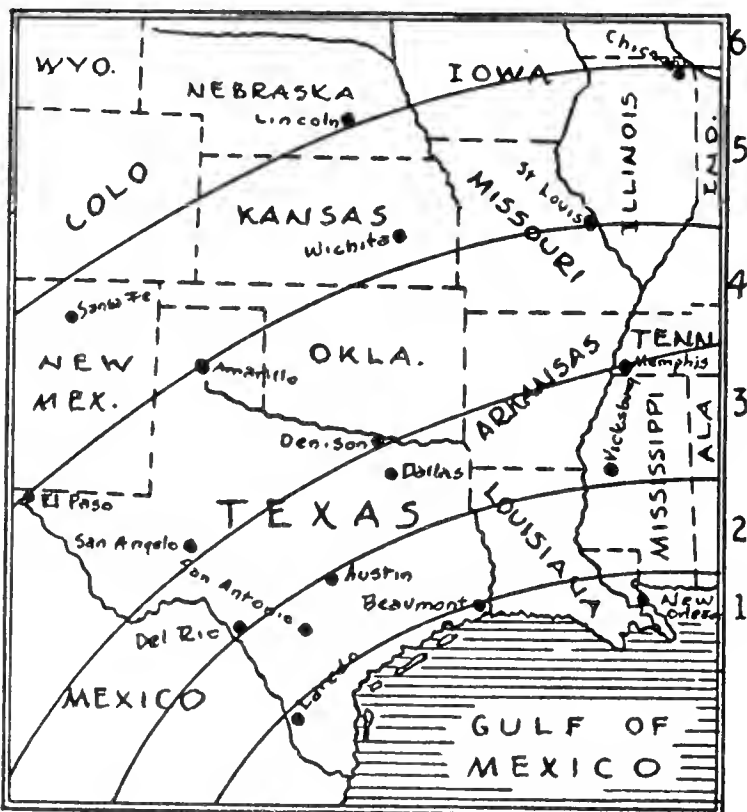 6
Chicago
WYO.
IOWA
NEBRASKA
Lincoln
ILLINOIS
IND.
5
COLO
MISSOURI
St Louis
KANSAS
Wichita
4
Santa Fe
NEW
MEX.
Amarillo
OKLA.
ARKANSAS
TENN
Memphis
3
Denison
Dallas
Vicksburg
MISSISSIPPI
ALA
El Paso
TEXAS
LOUISIANA
2
San Angelo
San Antonio
Austin
Beaumont
New
Orleans
1
Del Rio
MEXICO
Laredo
GULF OF
MEXICO